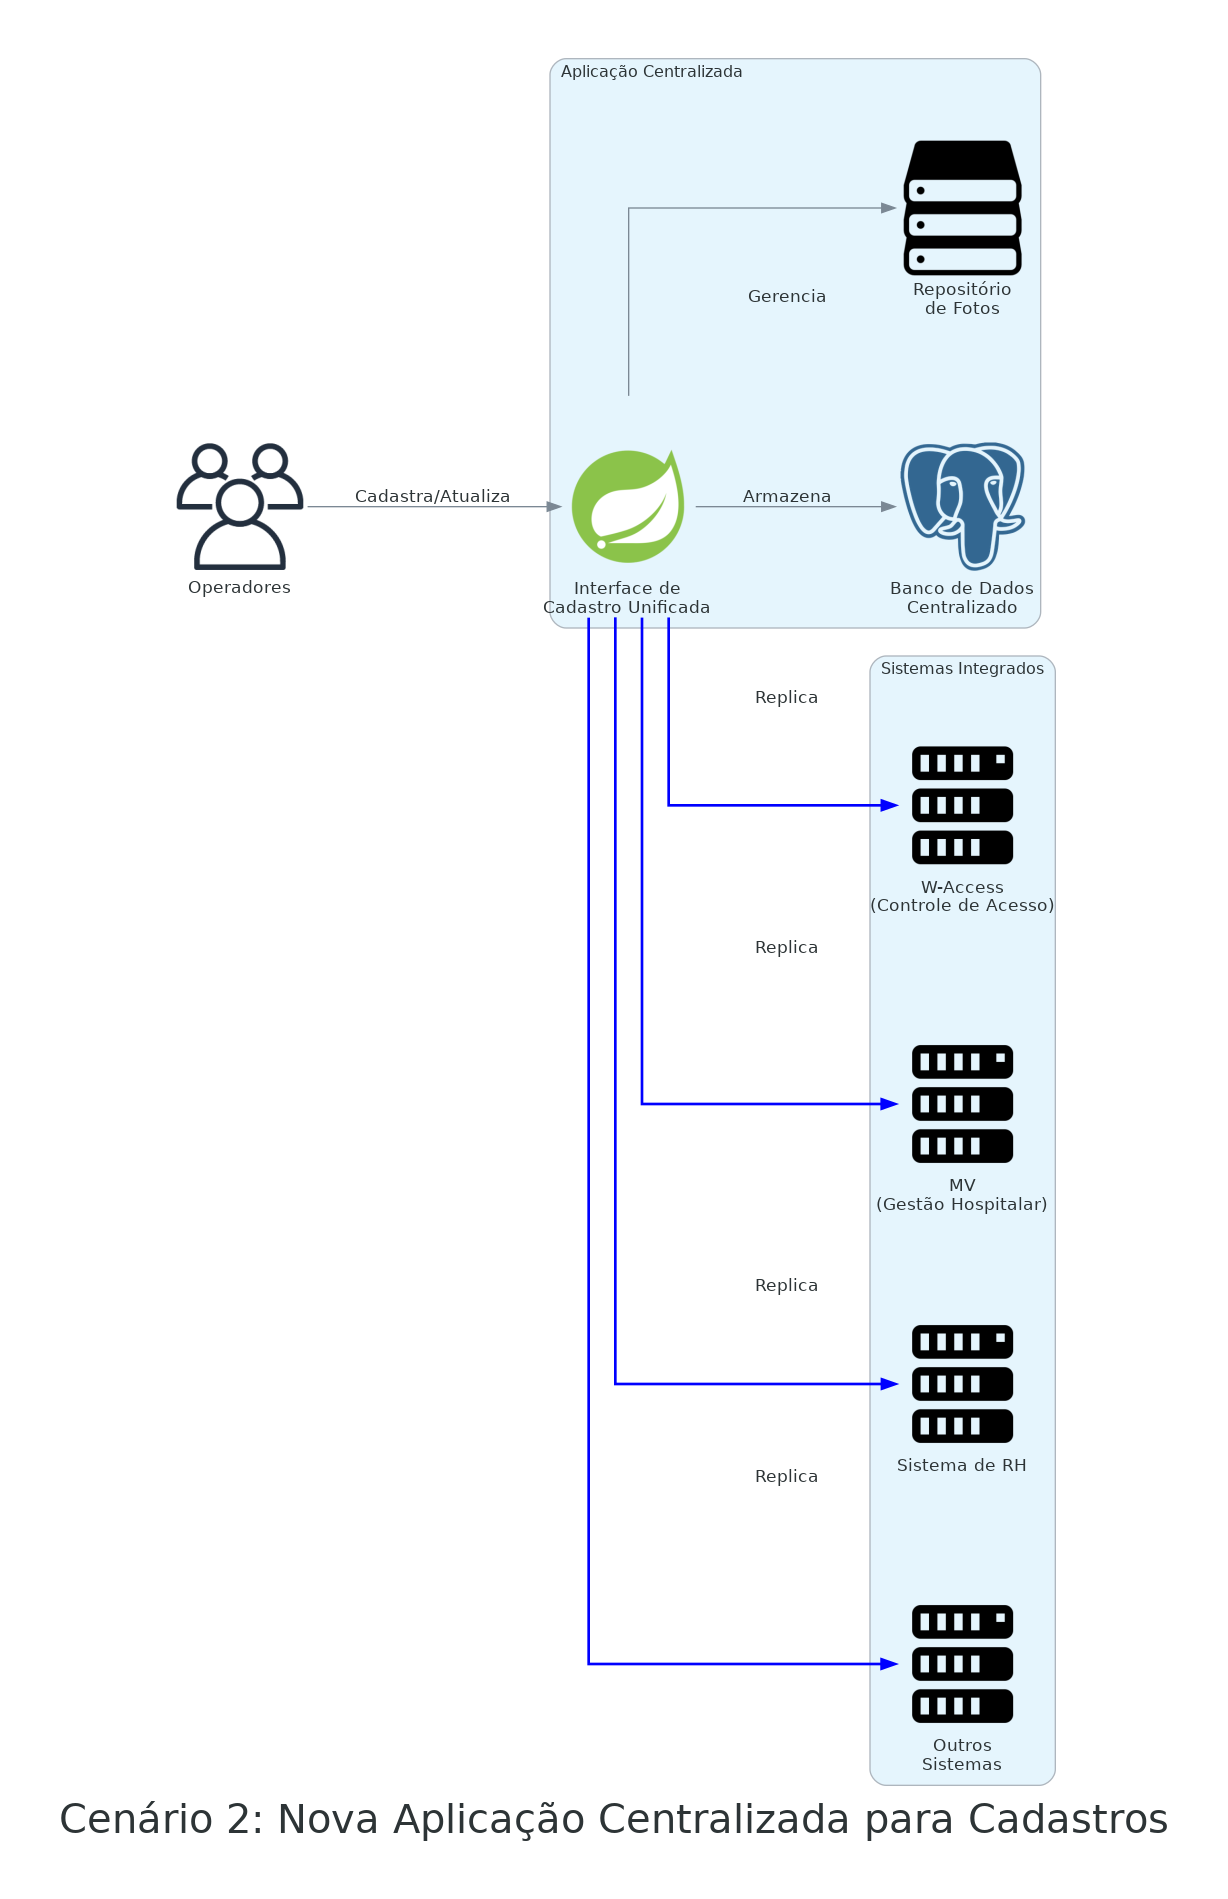 Aplicação Centralizada
Repositório
de Fotos
Gerencia
Cadastra/Atualiza
Armazena
Operadores
Interface de
Cadastro Unificada
Banco de Dados
Centralizado
Sistemas Integrados
Replica
W-Access
(Controle de Acesso)
Replica
MV
(Gestão Hospitalar)
Replica
Sistema de RH
Replica
Outros
Sistemas
Cenário 2: Nova Aplicação Centralizada para Cadastros